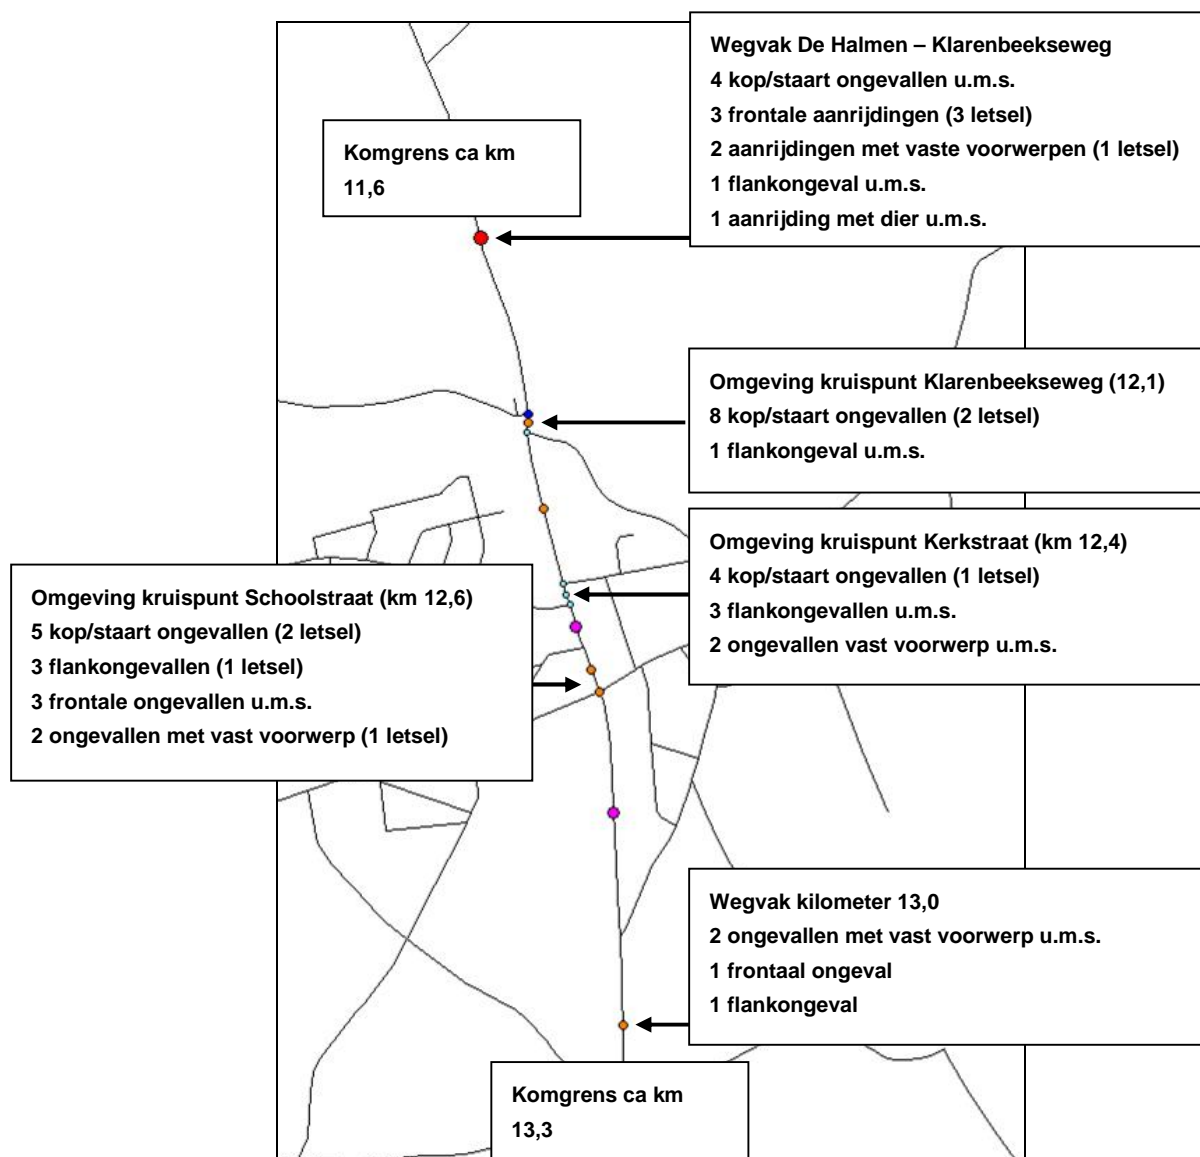 Wegvak De Halmen – Klarenbeekseweg
4 kop/staart ongevallen u.m.s.
3 frontale aanrijdingen (3 letsel)
2 aanrijdingen met vaste voorwerpen (1 letsel)
1 flankongeval u.m.s.
1 aanrijding met dier u.m.s.
Komgrens ca km
11,6
Omgeving kruispunt Klarenbeekseweg (12,1)
8 kop/staart ongevallen (2 letsel)
1 flankongeval u.m.s.
Omgeving kruispunt Kerkstraat (km 12,4)
4 kop/staart ongevallen (1 letsel)
3 flankongevallen u.m.s.
2 ongevallen vast voorwerp u.m.s.
Omgeving kruispunt Schoolstraat (km 12,6)
5 kop/staart ongevallen (2 letsel)
3 flankongevallen (1 letsel)
3 frontale ongevallen u.m.s.
2 ongevallen met vast voorwerp (1 letsel)
Wegvak kilometer 13,0
2 ongevallen met vast voorwerp u.m.s.
1 frontaal ongeval
1 flankongeval
Komgrens ca km
13,3